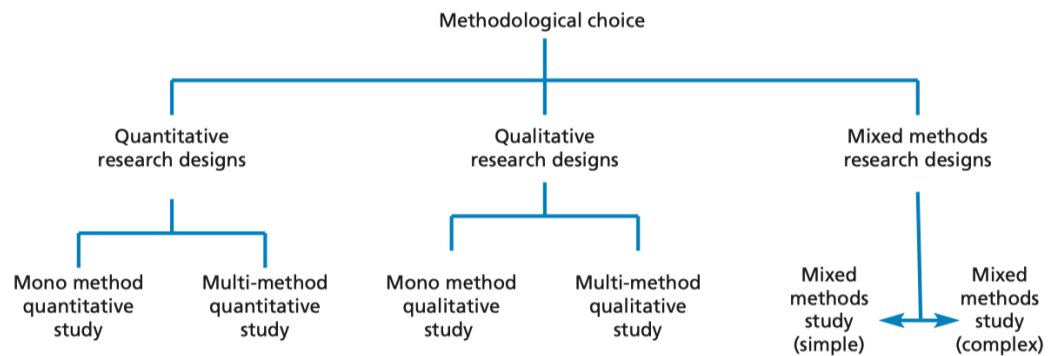 Methodological choice
Quantitative
research designs
Qualitative
research designs
Mixed methods
research designs
Mono method
quantitative
study
Multi-method
quantitative
study
Mono method
qualitative
study
Multi-method
qualitative
study
Mixed
methods
study
(simple)
Mixed
methods
study
(complex)